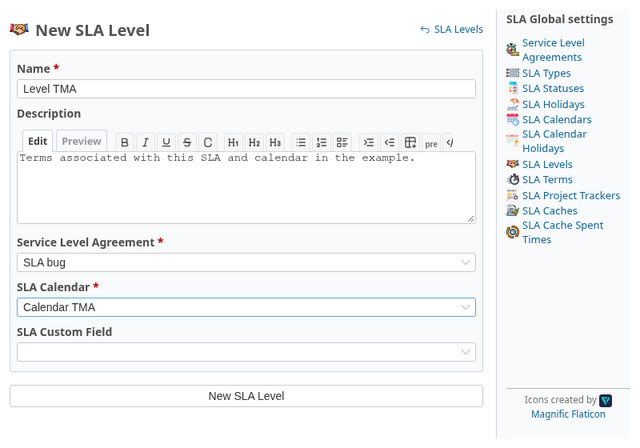 New SLA Level
SLA Levels
Name *
Level TMA
Description
Edit
Preview
B I U S C H1 H2 H3 pre
Terms associated with this SLA and calendar in the example.
Service Level Agreement *
SLA bug
SLA Calendar *
Calendar TMA
SLA Custom Field
New SLA Level
SLA Global settings
Service Level
Agreements
SLA Types
SLA Statuses
SLA Holidays
SLA Calendars
SLA Calendar
Holidays
SLA Levels
SLA Terms
SLA Project Trackers
SLA Caches
SLA Cache Spent
Times
Icons created by
Magnific Flaticon